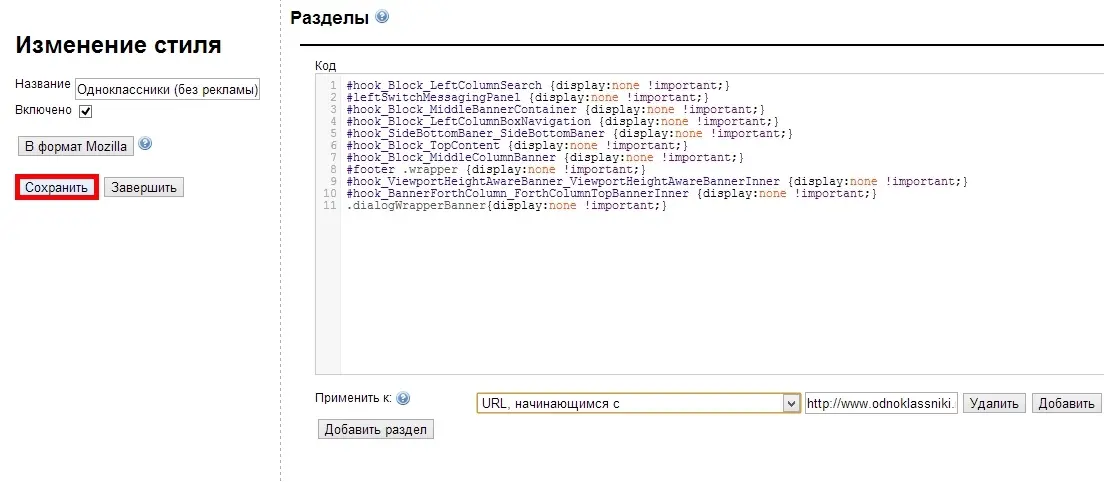 Изменение стиля
Название Одноклассники (без рекламы)
Включено
В формат Mozilla
Сохранить Завершить
Разделы
Код
1 #hook_Block_LeftColumnSearch {display:none !important;}
2 #leftSwitchMessagingPanel {display:none !important;}
3 #hook_Block_MiddleBannerContainer {display:none !important;}
4 #hook_Block_LeftColumnBoxNavigation {display:none !important;}
5 #hook_SideBottomBaner_SideBottomBaner {display:none !important;}
6 #hook_Block_TopContent {display:none !important;}
7 #hook_Block_MiddleColumnBanner {display:none !important;}
8 #footer .wrapper {display:none !important;}
9 #hook_ViewportHeightAwareBanner_ViewportHeightAwareBannerInner {display:none !important;}
10 #hook_BannerForthColumn_ForthColumnTopBannerInner {display:none !important;}
11 .dialogWrapperBanner{display:none !important;}
Применить к: URL, начинающимся с http://www.odnoklassniki. Удалить Добавить
Добавить раздел